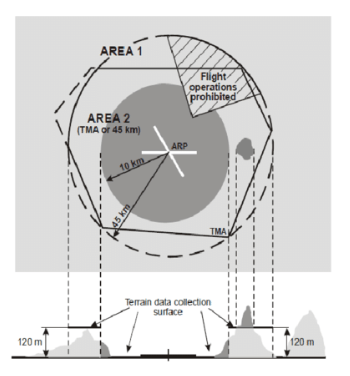 AREA 1
Flight
operations
prohibited
AREA 2
(TMA or 45 km)
ARP
10 km
45 km
TMA
Terrain data collection
surface
120 m
120 m